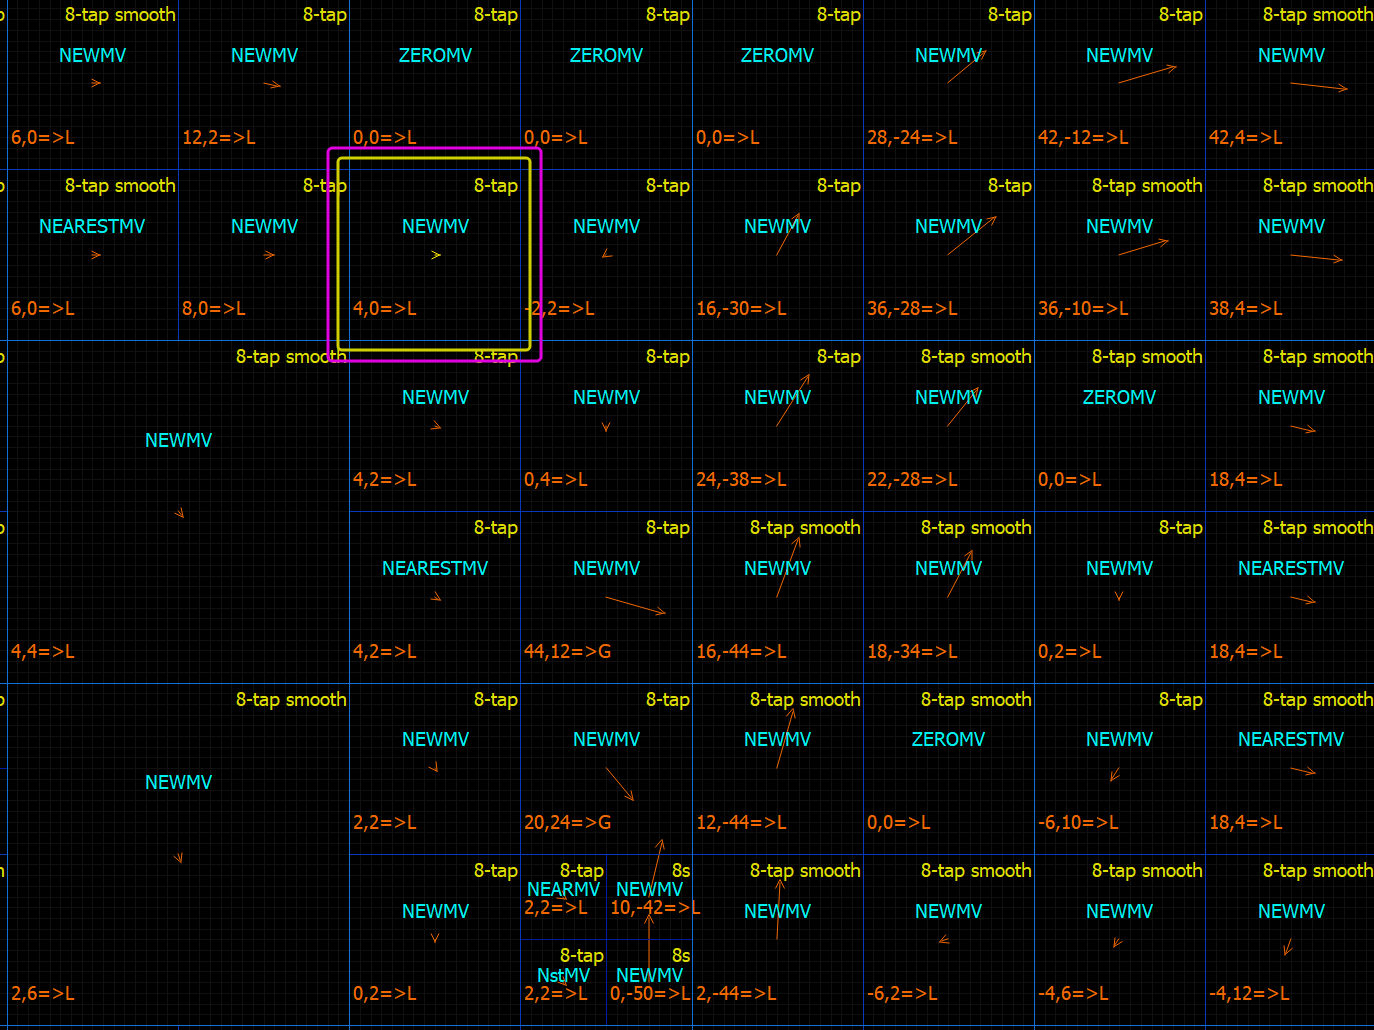 8-tap smooth 8-tap 8-tap 8-tap 8-tap 8-tap 8-tap 8-tap smooth
NEWMV NEWMV ZEROMV ZEROMV ZEROMV NEWMV NEWMV NEWMV
6,0=>L 12,2=>L 0,0=>L 0,0=>L 0,0=>L 28,-24=>L 42,-12=>L 42,4=>L
8-tap smooth 8-tap 8-tap 8-tap 8-tap 8-tap 8-tap smooth 8-tap smooth
NEARESTMV NEWMV NEWMV NEWMV NEWMV NEWMV NEWMV NEWMV
6,0=>L 8,0=>L 4,0=>L -2,2=>L 16,-30=>L 36,-28=>L 36,-10=>L 38,4=>L
8-tap smooth 8-tap 8-tap 8-tap 8-tap smooth 8-tap 8-tap smooth
NEWMV NEWMV NEWMV NEWMV ZEROMV NEWMV
NEWMV
4,2=>L 0,4=>L 24,-38=>L 22,-28=>L 0,0=>L 18,4=>L
8-tap 8-tap 8-tap smooth 8-tap smooth 8-tap 8-tap smooth
NEARESTMV NEWMV NEWMV NEWMV NEWMV NEARESTMV
4,4=>L 4,2=>L 44,12=>G 16,-44=>L 18,-34=>L 0,2=>L 18,4=>L
8-tap smooth 8-tap 8-tap 8-tap smooth 8-tap smooth 8-tap 8-tap smooth
NEWMV NEWMV NEWMV ZEROMV NEWMV NEARESTMV
NEWMV
2,2=>L 20,24=>G 12,-44=>L 0,0=>L -6,10=>L 18,4=>L
8-tap 8-tap 8s 8-tap smooth 8-tap smooth 8-tap smooth 8-tap smooth
NEARMV NEWMV
NEWMV 2,2=>L 10,-42=>L NEWMV NEWMV NEWMV NEWMV
8-tap 8s
NstMV NEWMV
2,6=>L 0,2=>L 2,2=>L 0,-50=>L 2,-44=>L -6,2=>L -4,6=>L -4,12=>L